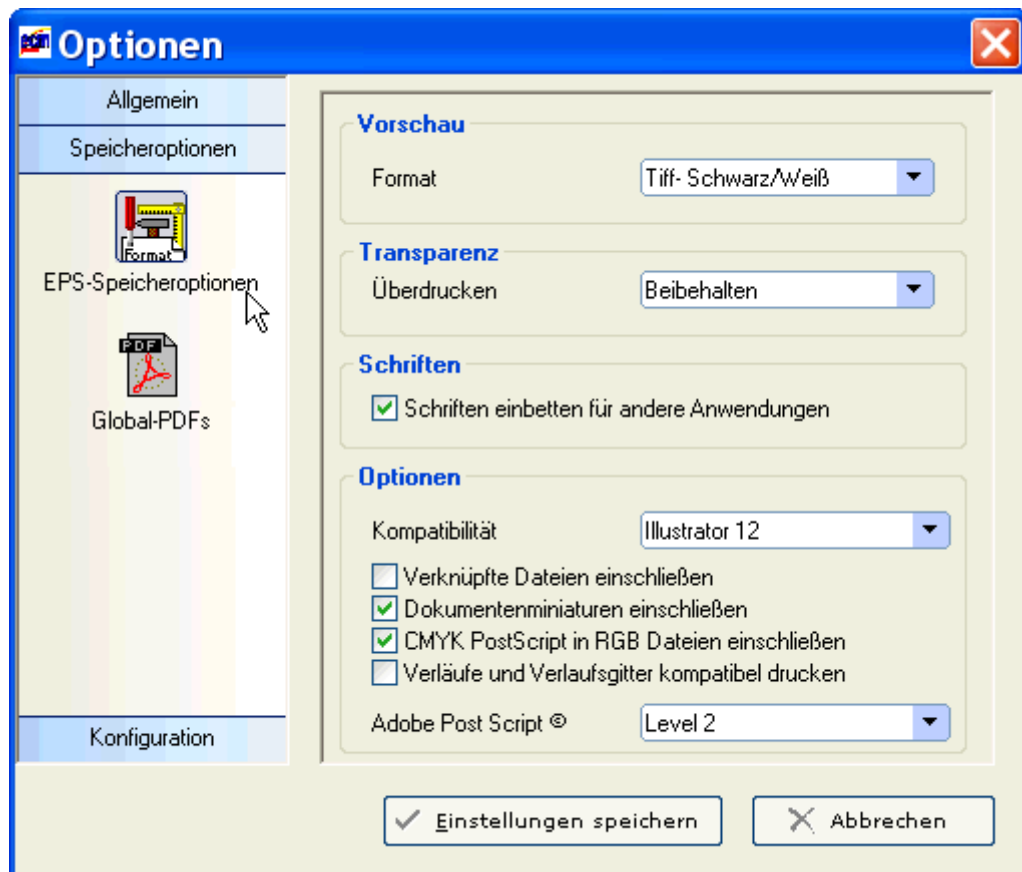 Optionen
Allgemein
Speicheroptionen
Format
EPS-Speicheroptionen
PDF
Global-PDFs
Konfiguration
Vorschau
Format Tiff- Schwarz/Weiß
Transparenz
Überdrucken Beibehalten
Schriften
Schriften einbetten für andere Anwendungen
Optionen
Kompatibilität Illustrator 12
Verknüpfte Dateien einschließen
Dokumentenminiaturen einschließen
CMYK PostScript in RGB Dateien einschließen
Verläufe und Verlaufsgitter kompatibel drucken
Adobe Post Script © Level 2
Einstellungen speichern Abbrechen